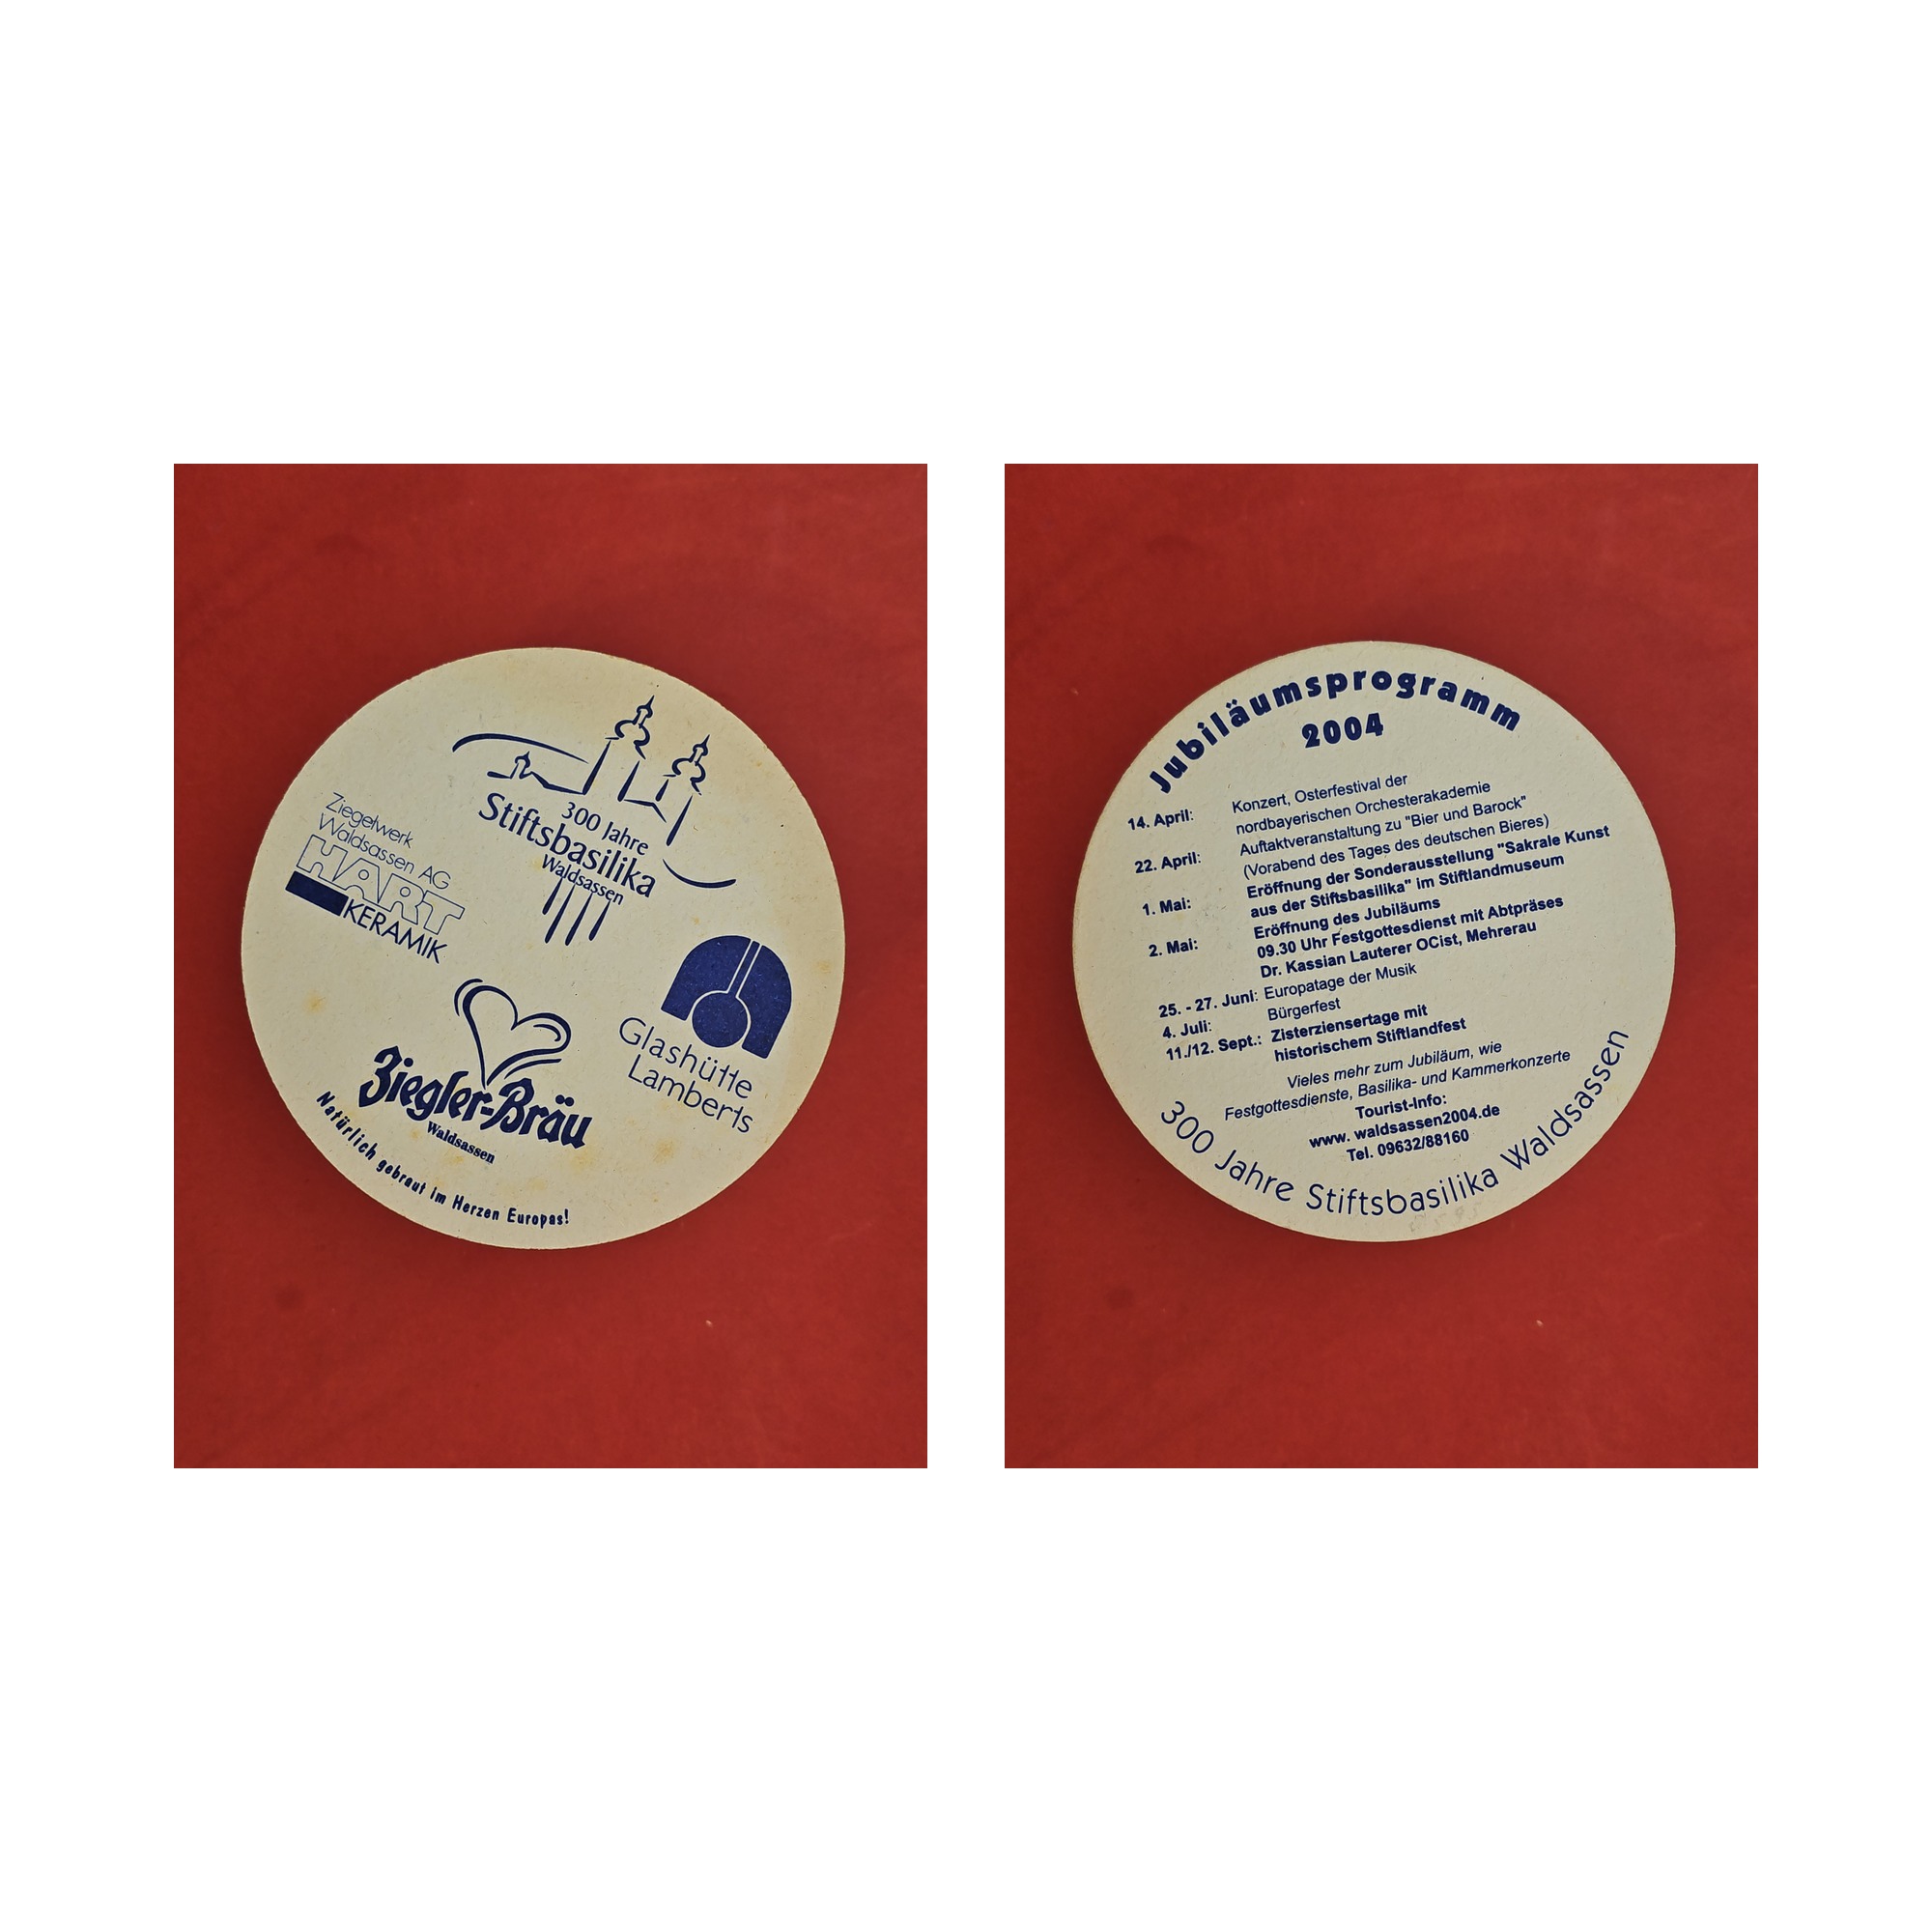 300 Jahre
Stiftsbasilika
Waldsassen
Ziegelwerk
Waldsassen AG
HART
KERAMIK
Glashütte
Lamberts
Ziegler-Bräu
Waldsassen
Natürlich gebraut im Herzen Europas!
Jubiläumsprogramm
2004
14. April: Konzert, Osterfestival der
nordbayerischen Orchesterakademie
22. April: Auftaktveranstaltung zu "Bier und Barock"
(Vorabend des Tages des deutschen Bieres)
1. Mai: Eröffnung der Sonderausstellung "Sakrale Kunst
aus der Stiftsbasilika" im Stiftlandmuseum
2. Mai: Eröffnung des Jubiläums
09.30 Uhr Festgottesdienst mit Abtpräses
Dr. Kassian Lauterer OCist, Mehrerau
25. - 27. Juni: Europatage der Musik
4. Juli: Bürgerfest
11./12. Sept.: Zisterziensertage mit
historischem Stiftlandfest
Vieles mehr zum Jubiläum, wie
Festgottesdienste, Basilika- und Kammerkonzerte
Tourist-Info:
www. waldsassen2004.de
Tel. 09632/88160
300 Jahre Stiftsbasilika Waldsassen